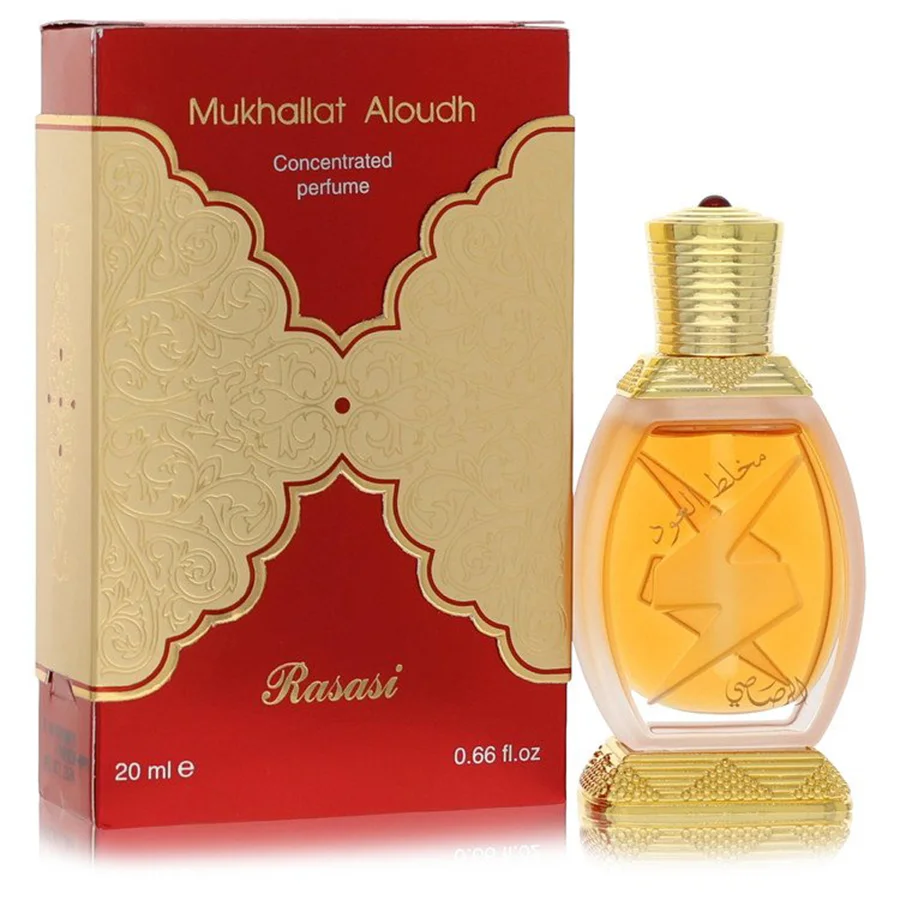 Mukhallat Aloudh
Concentrated
perfume
Rasasi
20 ml e
0.66 fl.oz
مخلط العود
الرصاصي